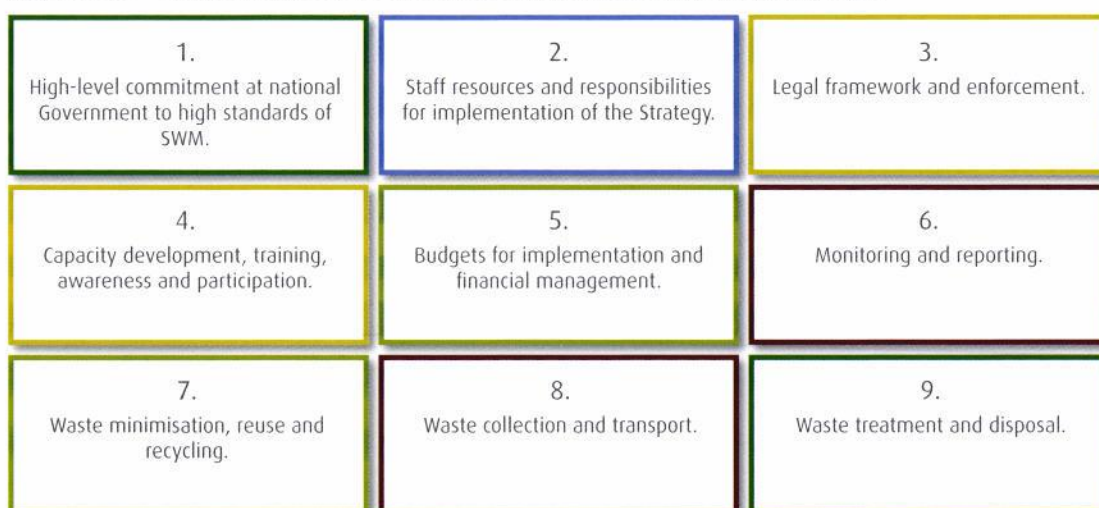 1.
High-level commitment at national
Government to high standards of
SWM.
2.
Staff resources and responsibilities
for implementation of the Strategy.
3.
Legal framework and enforcement.
4.
Capacity development, training,
awareness and participation.
5.
Budgets for implementation and
financial management.
6.
Monitoring and reporting.
7.
Waste minimisation, reuse and
recycling.
8.
Waste collection and transport.
9.
Waste treatment and disposal.